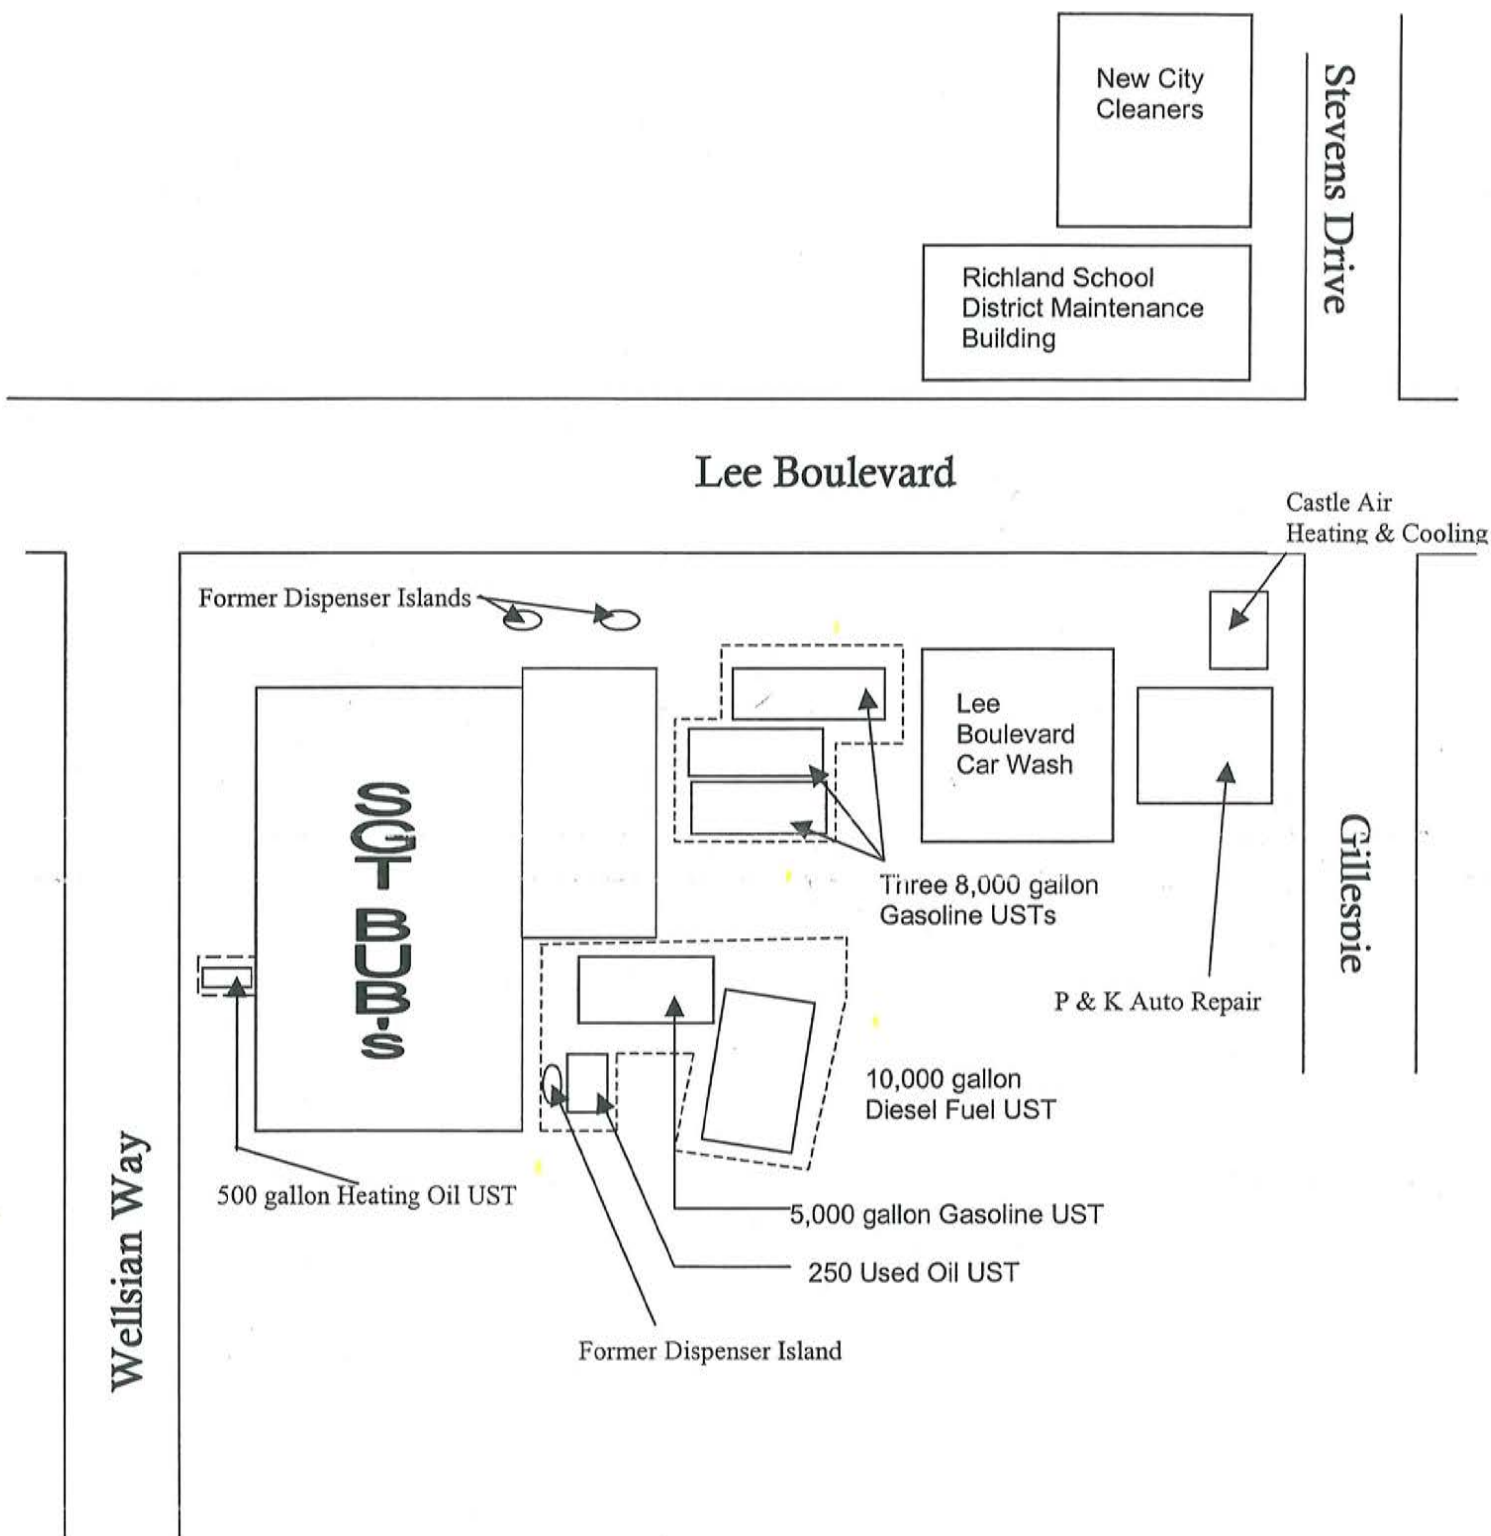 New City
Cleaners
Stevens Drive
Richland School
District Maintenance
Building
Lee Boulevard
Castle Air
Heating & Cooling
Former Dispenser Islands
Lee
Boulevard
Car Wash
SGT BUB's
Three 8,000 gallon
Gasoline USTs
Gillespie
P & K Auto Repair
10,000 gallon
Diesel Fuel UST
500 gallon Heating Oil UST
5,000 gallon Gasoline UST
250 Used Oil UST
Wellsian Way
Former Dispenser Island